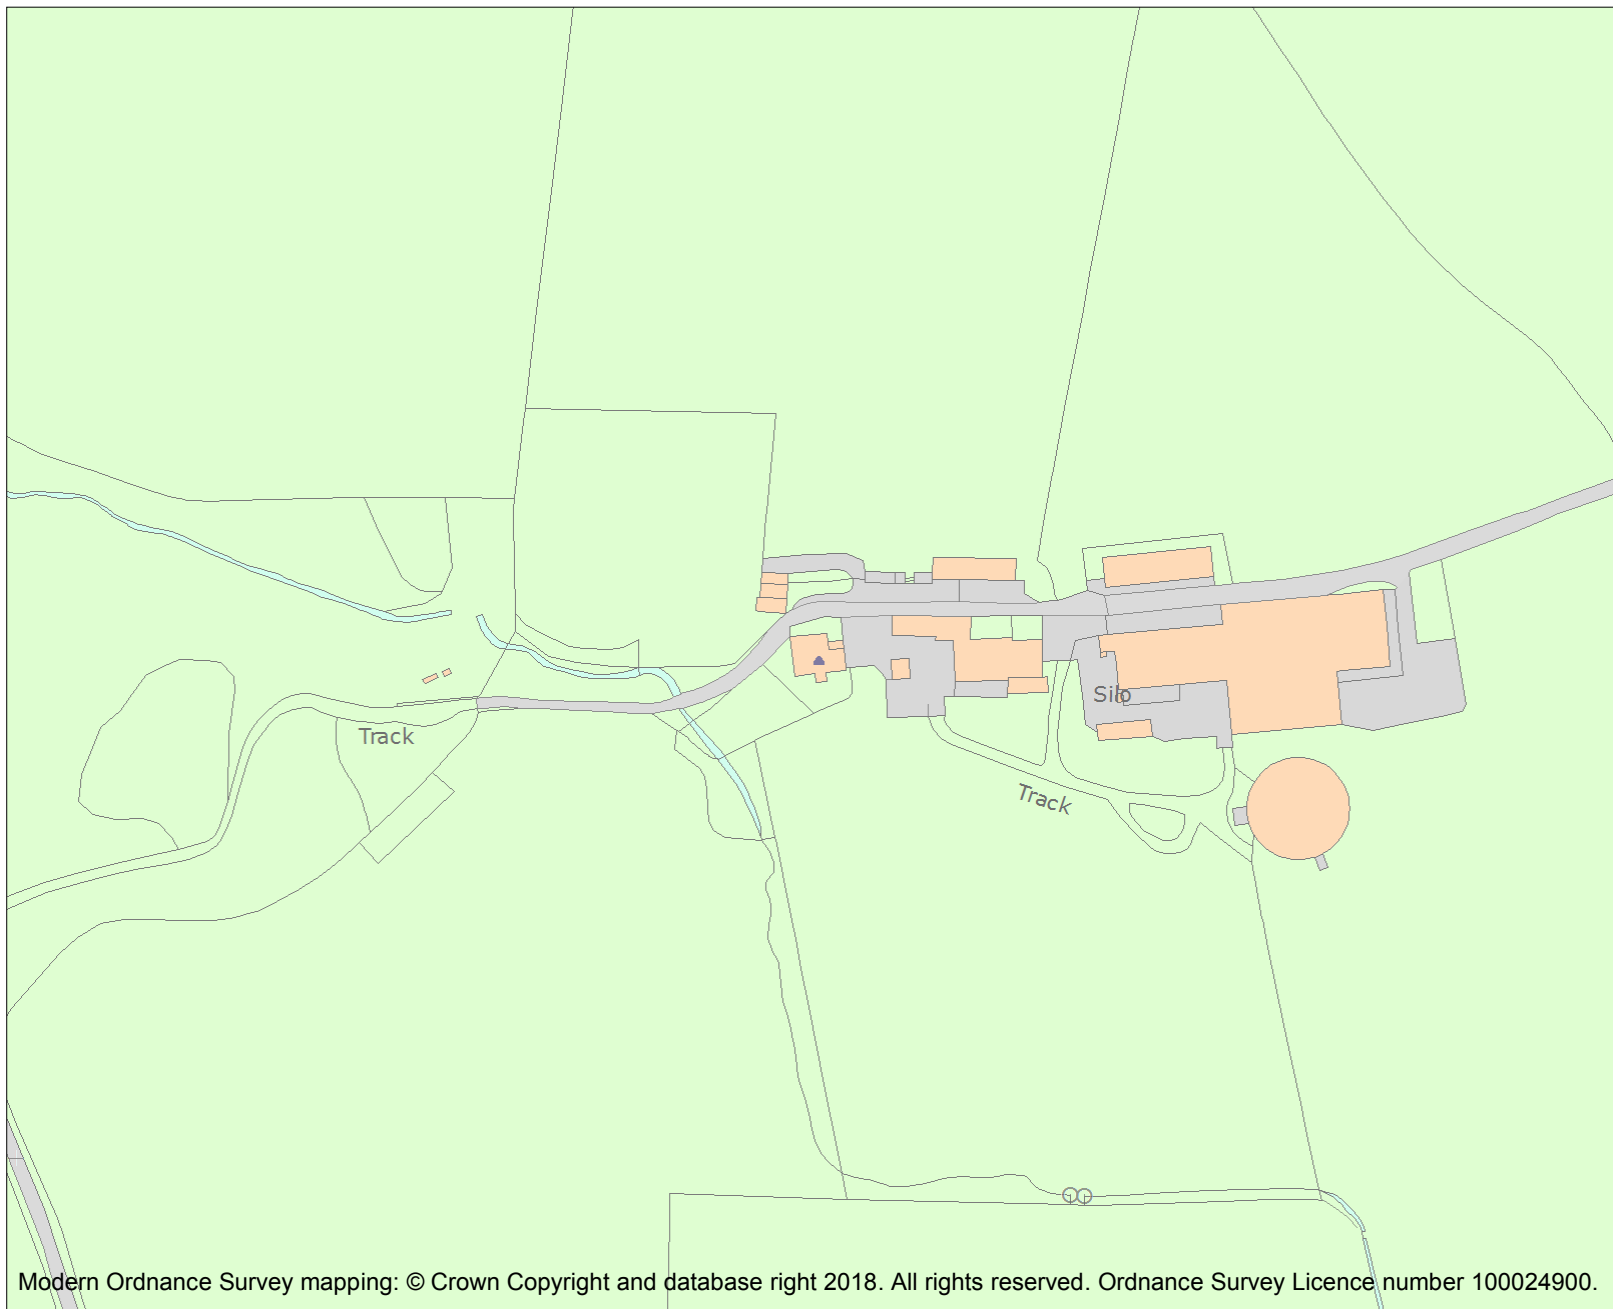 Silo
Track
Track
Modern Ordnance Survey mapping: © Crown Copyright and database right 2018. All rights reserved. Ordnance Survey Licence number 100024900.